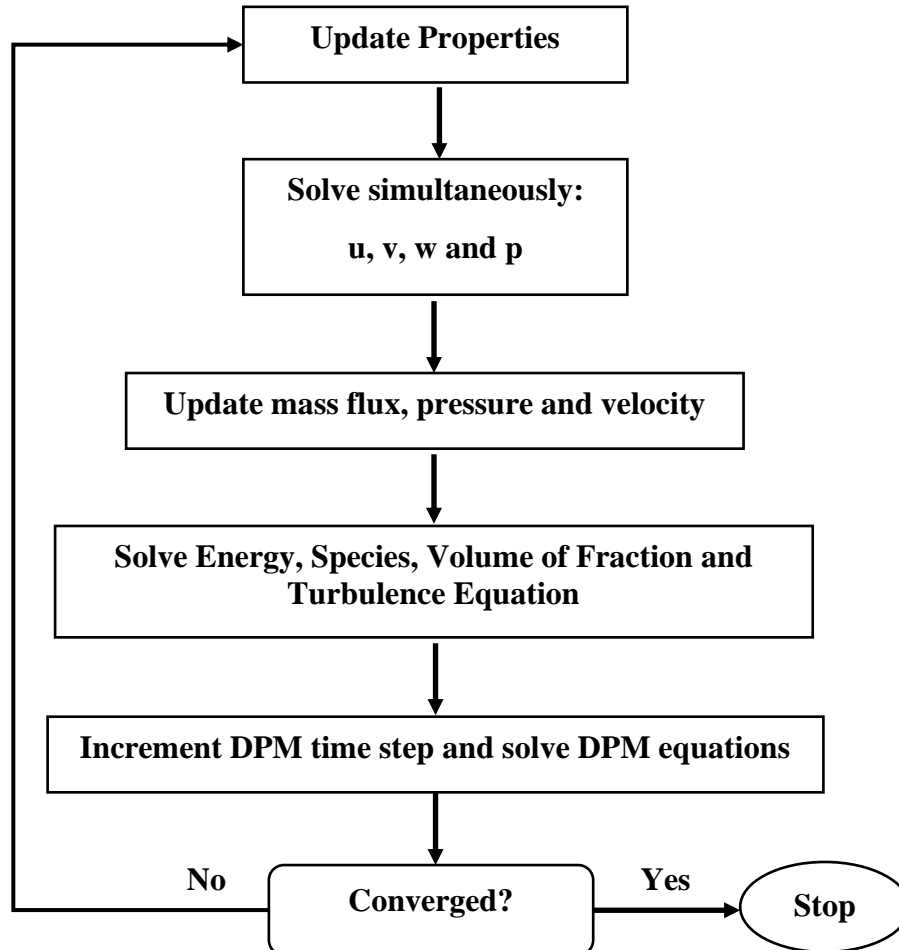 Update Properties
Solve simultaneously:
u, v, w and p
Update mass flux, pressure and velocity
Solve Energy, Species, Volume of Fraction and
Turbulence Equation
Increment DPM time step and solve DPM equations
No
Converged?
Yes
Stop